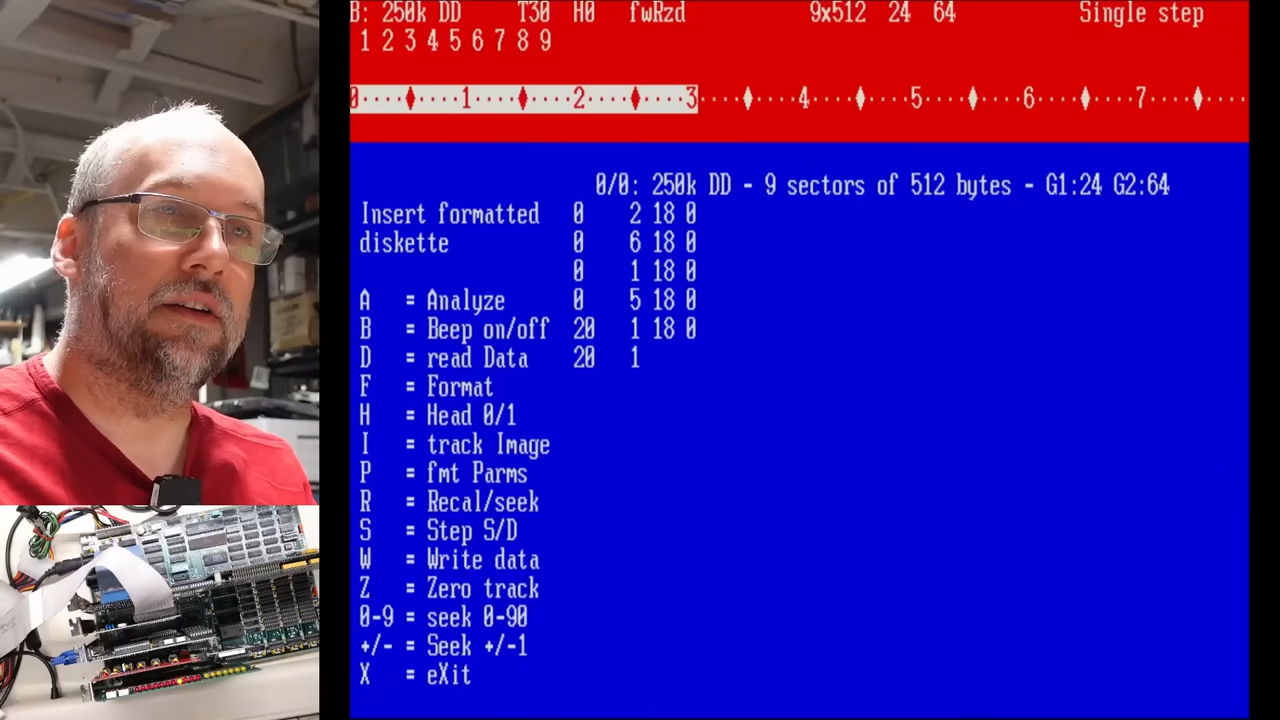 B: 250k DD T30 H0 fwRzd 9x512 24 64 Single step
1 2 3 4 5 6 7 8 9
0····♦····1····♦····2····♦····3····♦····4····♦····5····♦····6····♦····7····♦····
0/0: 250k DD - 9 sectors of 512 bytes - G1:24 G2:64
Insert formatted 0 2 18 0
diskette 0 6 18 0
0 1 18 0
A = Analyze 0 5 18 0
B = Beep on/off 20 1 18 0
D = read Data 20 1
F = Format
H = Head 0/1
I = track Image
P = fmt Parms
R = Recal/seek
S = Step S/D
W = Write data
Z = Zero track
0-9 = seek 0-90
+/- = Seek +/-1
X = eXit